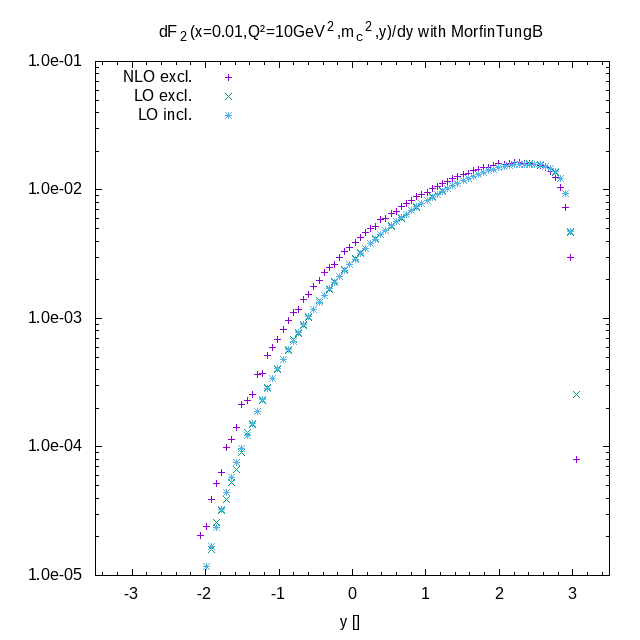 dF₂(x=0.01,Q²=10GeV²,m_c²,y)/dy with MorfinTungB
NLO excl.
LO excl.
LO incl.
1.0e-01
1.0e-02
1.0e-03
1.0e-04
1.0e-05
-3 -2 -1 0 1 2 3
y []